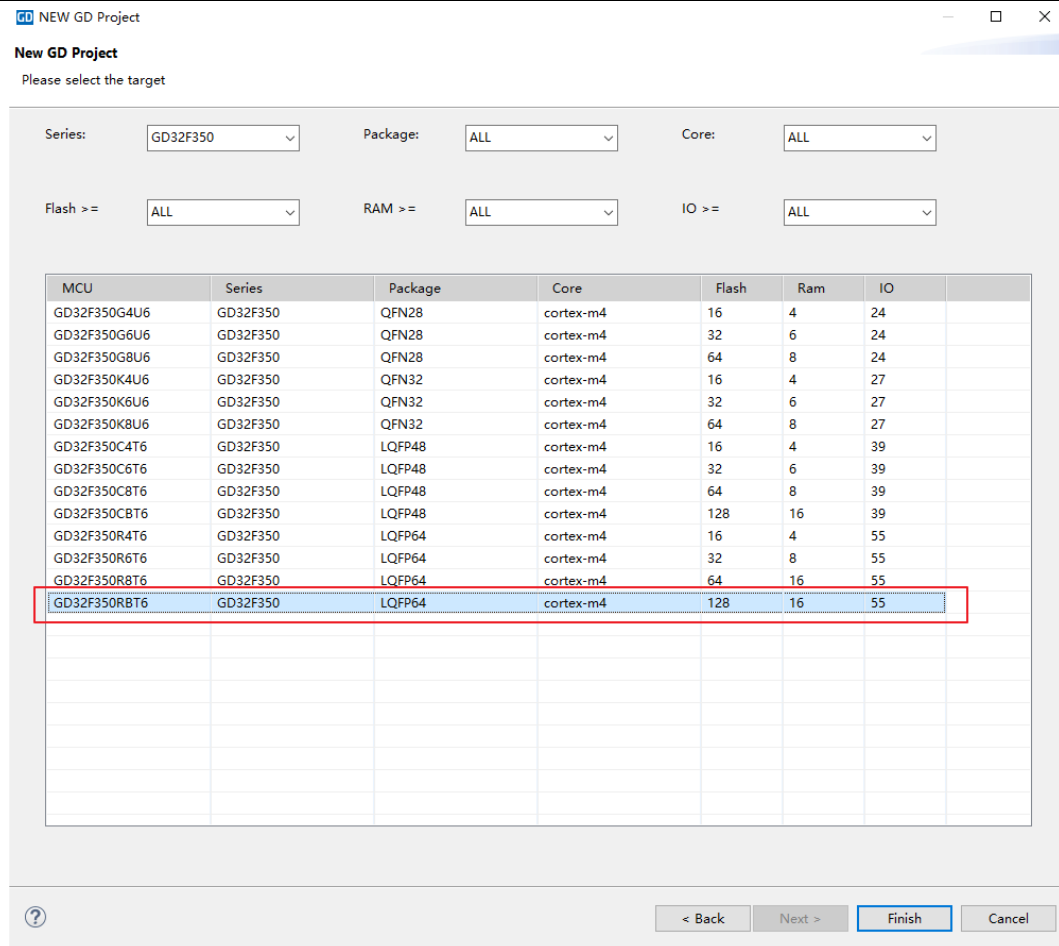 GD NEW GD Project
New GD Project
Please select the target
Series: GD32F350 Package: ALL Core: ALL
Flash >= ALL RAM >= ALL IO >= ALL
MCU Series Package Core Flash Ram IO
GD32F350G4U6 GD32F350 QFN28 cortex-m4 16 4 24
GD32F350G6U6 GD32F350 QFN28 cortex-m4 32 6 24
GD32F350G8U6 GD32F350 QFN28 cortex-m4 64 8 24
GD32F350K4U6 GD32F350 QFN32 cortex-m4 16 4 27
GD32F350K6U6 GD32F350 QFN32 cortex-m4 32 6 27
GD32F350K8U6 GD32F350 QFN32 cortex-m4 64 8 27
GD32F350C4T6 GD32F350 LQFP48 cortex-m4 16 4 39
GD32F350C6T6 GD32F350 LQFP48 cortex-m4 32 6 39
GD32F350C8T6 GD32F350 LQFP48 cortex-m4 64 8 39
GD32F350CBT6 GD32F350 LQFP48 cortex-m4 128 16 39
GD32F350R4T6 GD32F350 LQFP64 cortex-m4 16 4 55
GD32F350R6T6 GD32F350 LQFP64 cortex-m4 32 8 55
GD32F350R8T6 GD32F350 LQFP64 cortex-m4 64 16 55
GD32F350RBT6 GD32F350 LQFP64 cortex-m4 128 16 55
? < Back Next > Finish Cancel